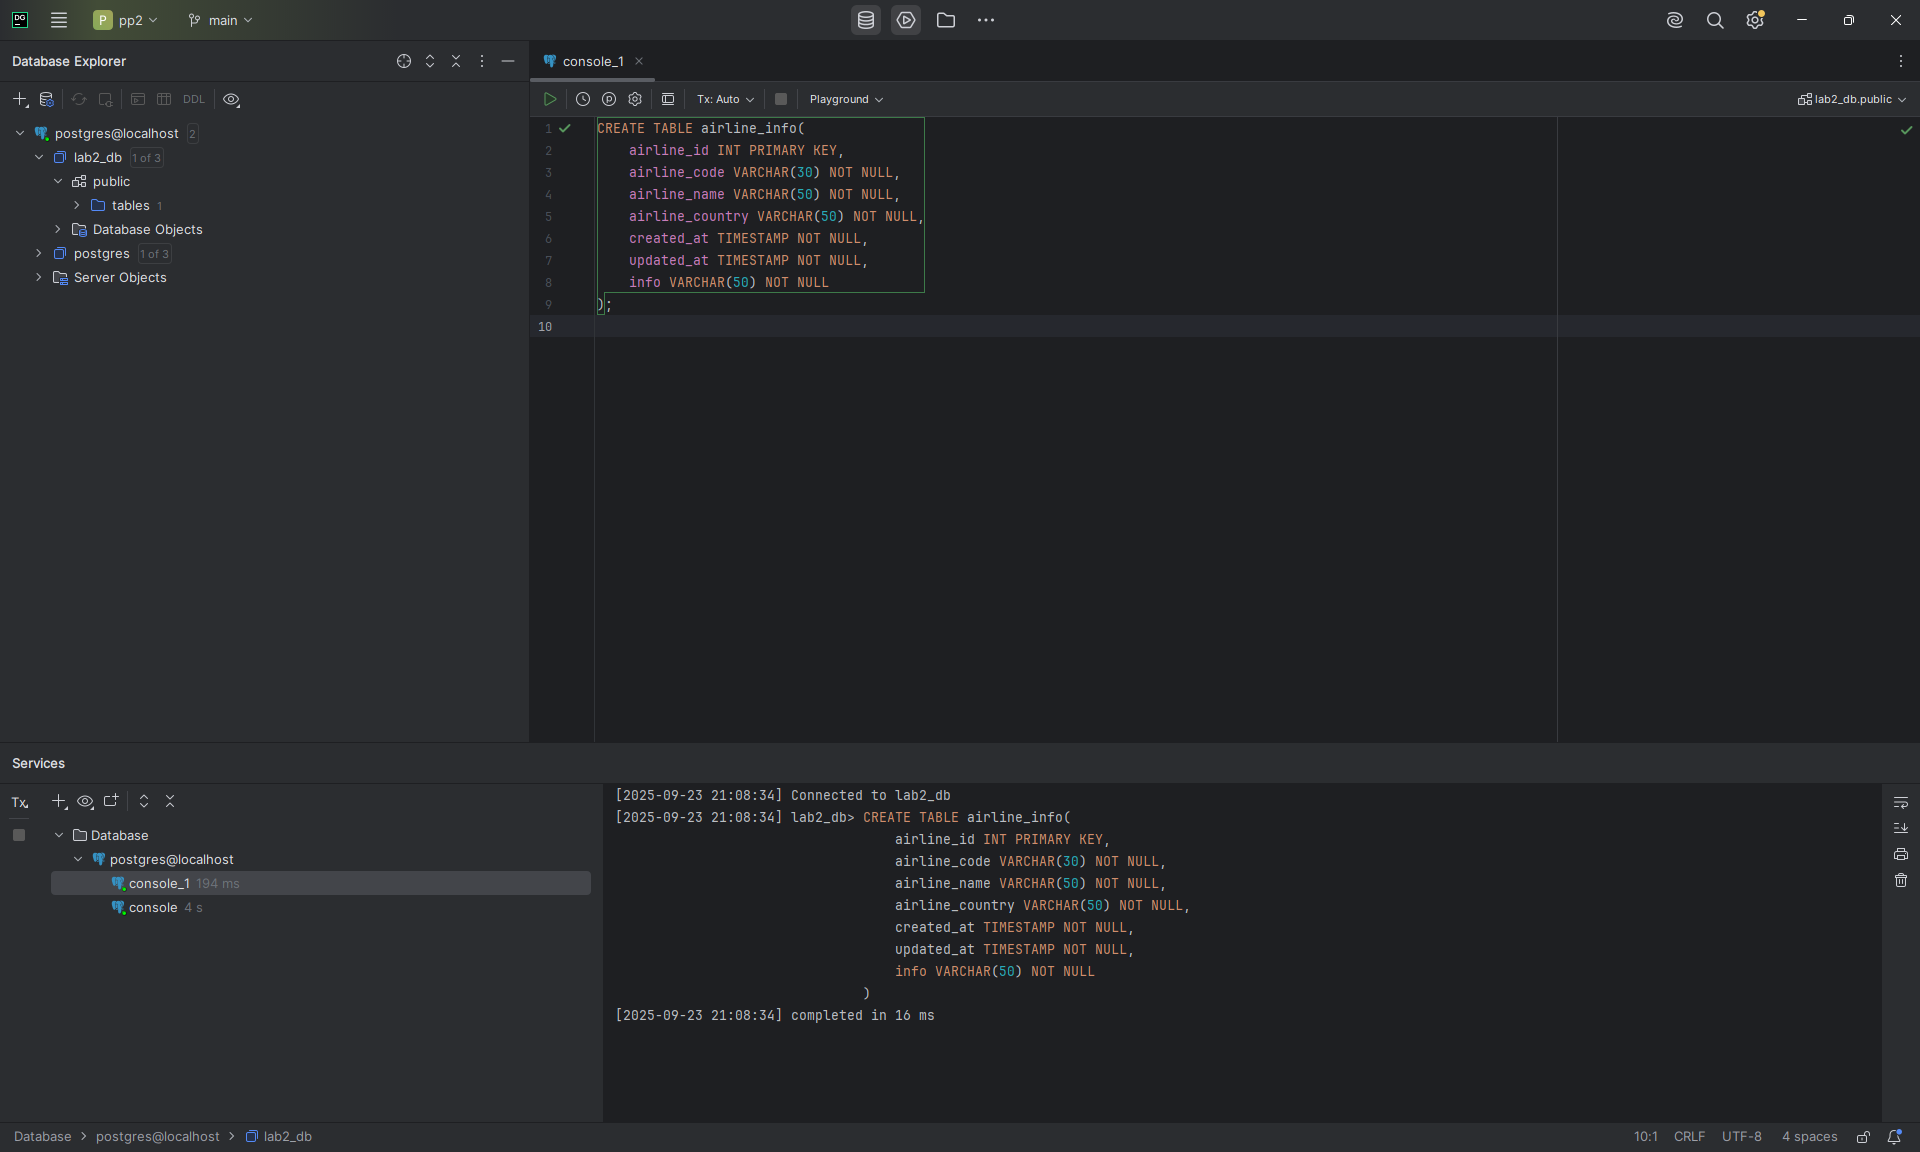 DG
P pp2
main
Database Explorer
console_1
DDL
Tx: Auto
Playground
lab2_db.public
postgres@localhost 2
lab2_db 1 of 3
public
tables 1
Database Objects
postgres 1 of 3
Server Objects
1 CREATE TABLE airline_info(
2 airline_id INT PRIMARY KEY,
3 airline_code VARCHAR(30) NOT NULL,
4 airline_name VARCHAR(50) NOT NULL,
5 airline_country VARCHAR(50) NOT NULL,
6 created_at TIMESTAMP NOT NULL,
7 updated_at TIMESTAMP NOT NULL,
8 info VARCHAR(50) NOT NULL
9 );
10
Services
Tx
Database
postgres@localhost
console_1 194 ms
console 4 s
[2025-09-23 21:08:34] Connected to lab2_db
[2025-09-23 21:08:34] lab2_db> CREATE TABLE airline_info(
airline_id INT PRIMARY KEY,
airline_code VARCHAR(30) NOT NULL,
airline_name VARCHAR(50) NOT NULL,
airline_country VARCHAR(50) NOT NULL,
created_at TIMESTAMP NOT NULL,
updated_at TIMESTAMP NOT NULL,
info VARCHAR(50) NOT NULL
)
[2025-09-23 21:08:34] completed in 16 ms
Database > postgres@localhost > lab2_db
10:1 CRLF UTF-8 4 spaces